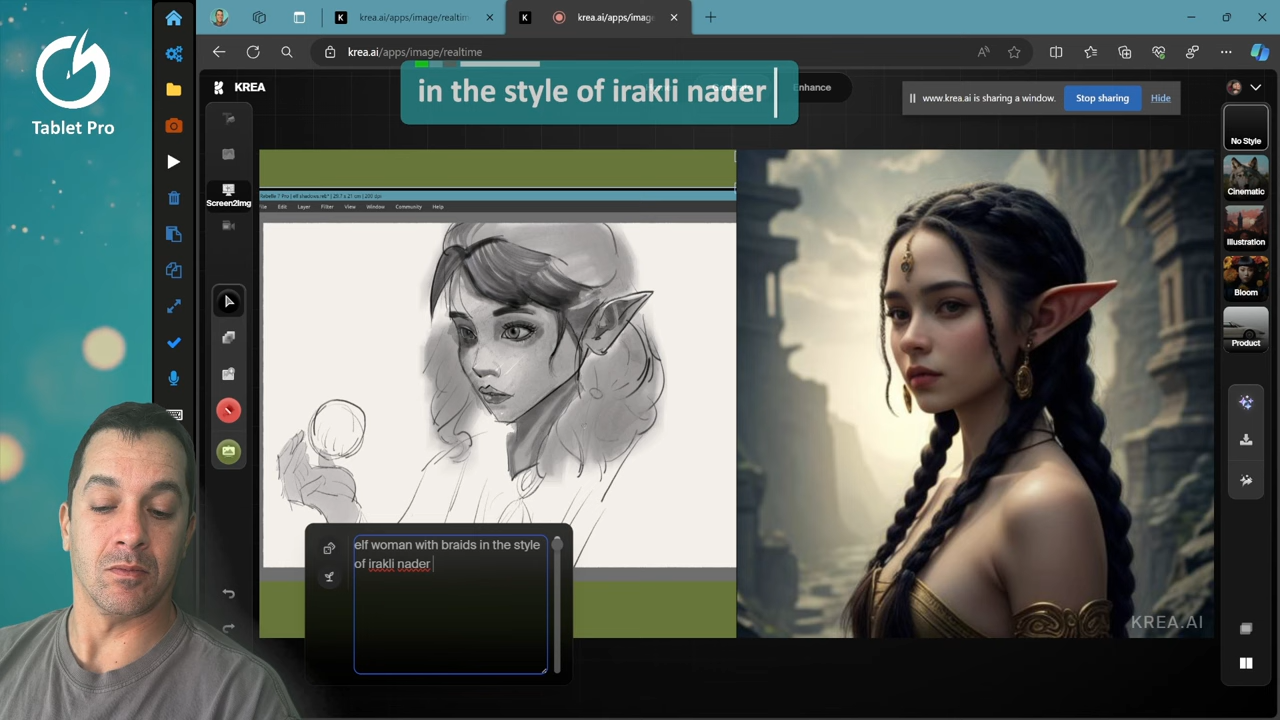 Tablet Pro
krea.ai/apps/image/realtim
krea.ai/apps/imag
krea.ai/apps/image/realtime
KREA
in the style of irakli nader
Enhance
www.krea.ai is sharing a window.
Stop sharing
Hide
No Style
Cinematic
Illustration
Bloom
Product
Screen2Img
Edit Layer Filter View Window Community Help
elf woman with braids in the style
of irakli nader
KREA.AI